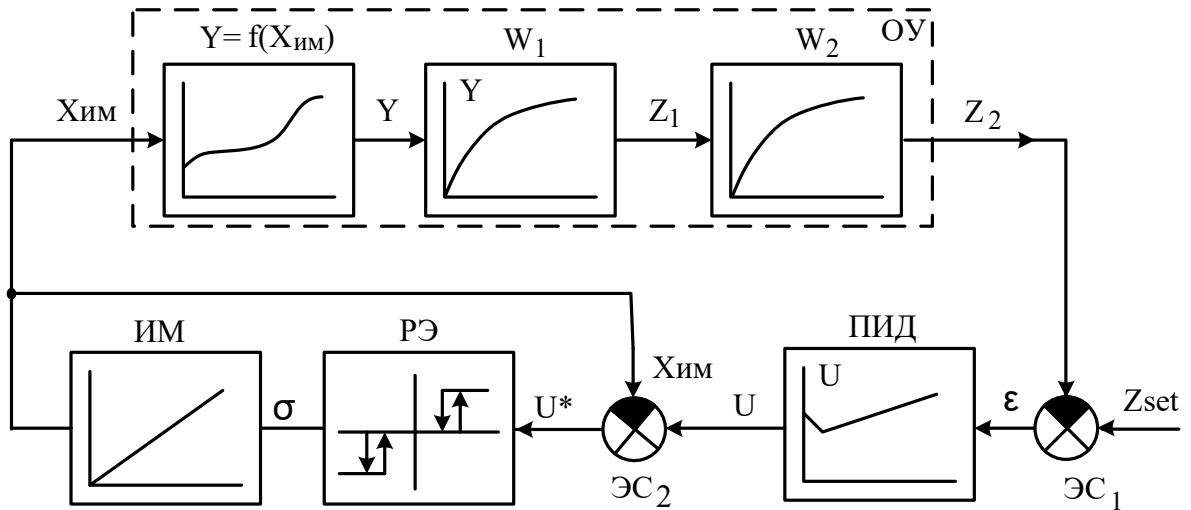 ОУ
Y= f(Xим)
W1
W2
Xим
Y
Y
Z1
Z2
ИМ
РЭ
Xим
ПИД
U
σ
U*
U
ε
Zset
ЭС2
ЭС1